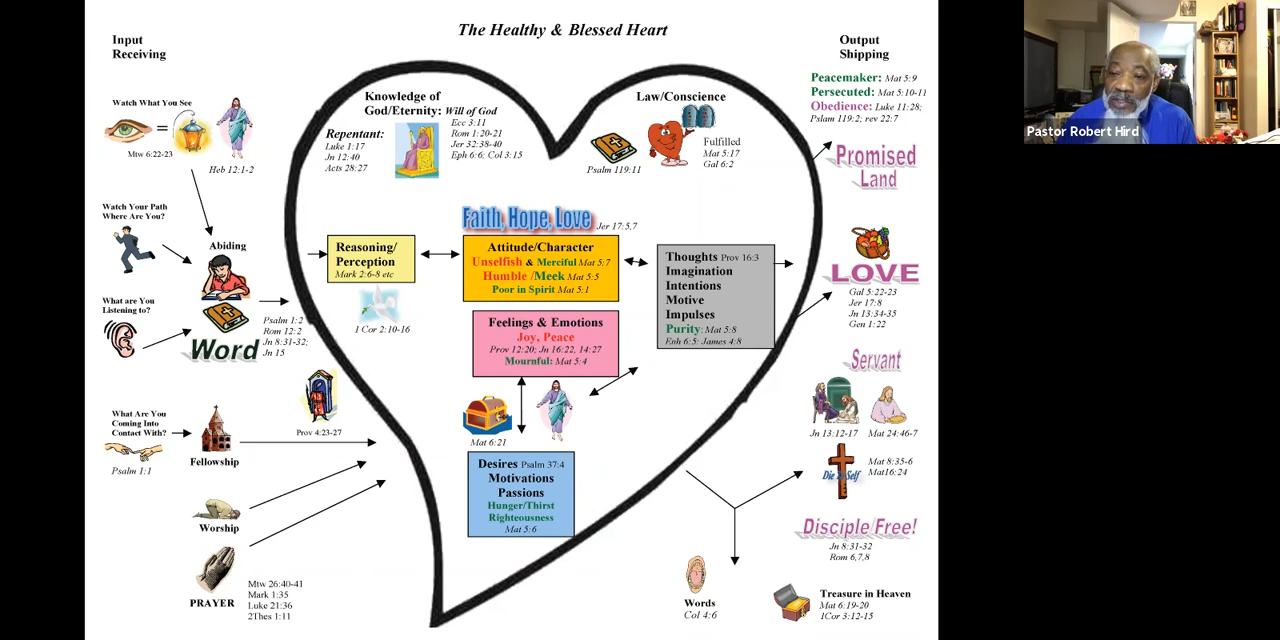 The Healthy & Blessed Heart
Input
Receiving
Watch What You See
=
Mtw 6:22-23
Heb 12:1-2
Watch Your Path
Where Are You?
Abiding
What are You
Listening to?
Word
Psalm 1:2
Rom 12:2
Jn 8:31-32;
Jn 15
What Are You
Coming Into
Contact With?
Psalm 1:1
Fellowship
Prov 4:23-27
Worship
PRAYER
Mtw 26:40-41
Mark 1:35
Luke 21:36
2Thes 1:11
Knowledge of
God/Eternity: Will of God
Ecc 3:11
Rom 1:20-21
Jer 32:38-40
Eph 6:6; Col 3:15
Repentant:
Luke 1:17
Jn 12:40
Acts 28:27
Law/Conscience
Psalm 119:11
Fulfilled
Mat 5:17
Gal 6:2
Faith, Hope, Love
Jer 17:5,7
Reasoning/
Perception
Mark 2:6-8 etc
1 Cor 2:10-16
Attitude/Character
Unselfish & Merciful Mat 5:7
Humble /Meek Mat 5:5
Poor in Spirit Mat 5:1
Feelings & Emotions
Joy, Peace
Prov 12:20; Jn 16:22, 14:27
Mournful: Mat 5:4
Mat 6:21
Desires Psalm 37:4
Motivations
Passions
Hunger/Thirst
Righteousness
Mat 5:6
Thoughts Prov 16:3
Imagination
Intentions
Motive
Impulses
Purity: Mat 5:8
Enh 6:5: James 4:8
Output
Shipping
Peacemaker: Mat 5:9
Persecuted: Mat 5:10-11
Obedience: Luke 11:28;
Pslam 119:2; rev 22:7
Promised
Land
LOVE
Gal 5:22-23
Jer 17:8
Jn 13:34-35
Gen 1:22
Servant
Jn 13:12-17
Mat 24:46-7
Die To Self
Mat 8:35-6
Mat16:24
Disciple/Free!
Jn 8:31-32
Rom 6,7,8
Words
Col 4:6
Treasure in Heaven
Mat 6:19-20
1Cor 3:12-15
Pastor Robert Hird